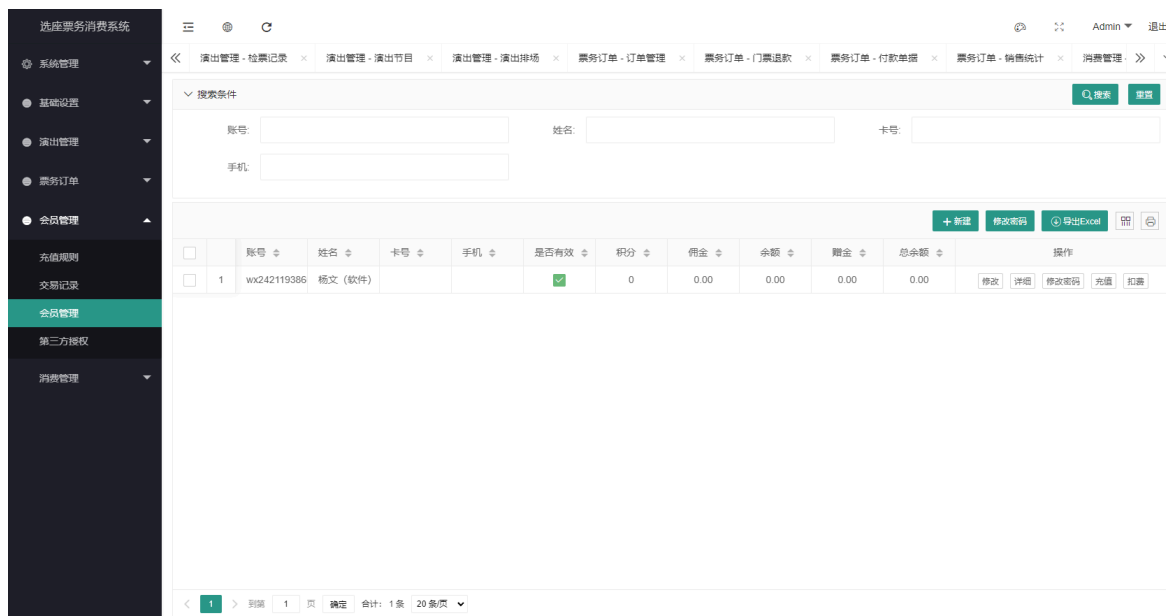 选座票务消费系统
Admin 退出
系统管理
基础设置
演出管理
票务订单
会员管理
充值规则
交易记录
会员管理
第三方授权
消费管理
演出管理 - 检票记录 演出管理 - 演出节目 演出管理 - 演出排场 票务订单 - 订单管理 票务订单 - 门票退款 票务订单 - 付款单据 票务订单 - 销售统计 消费管理 -
搜索条件 搜索 重置
账号: 姓名: 卡号:
手机:
新建 修改密码 导出Excel
账号 姓名 卡号 手机 是否有效 积分 佣金 余额 赠金 总余额 操作
1 wx242119386 杨文（软件） 0 0.00 0.00 0.00 0.00 修改 详细 修改密码 充值 扣费
1 到第 1 页 确定 合计：1 条 20 条/页